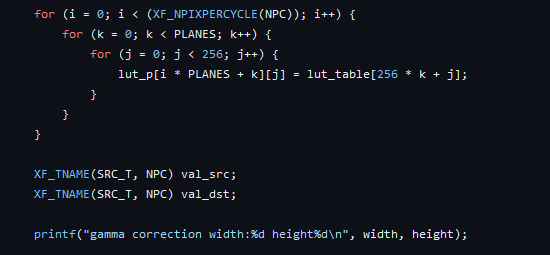 for (i = 0; i < (XF_NPIXPERCYCLE(NPC)); i++) {
for (k = 0; k < PLANES; k++) {
for (j = 0; j < 256; j++) {
lut_p[i * PLANES + k][j] = lut_table[256 * k + j];
}
}
}
XF_TNAME(SRC_T, NPC) val_src;
XF_TNAME(SRC_T, NPC) val_dst;
printf("gamma correction width:%d height%d\n", width, height);